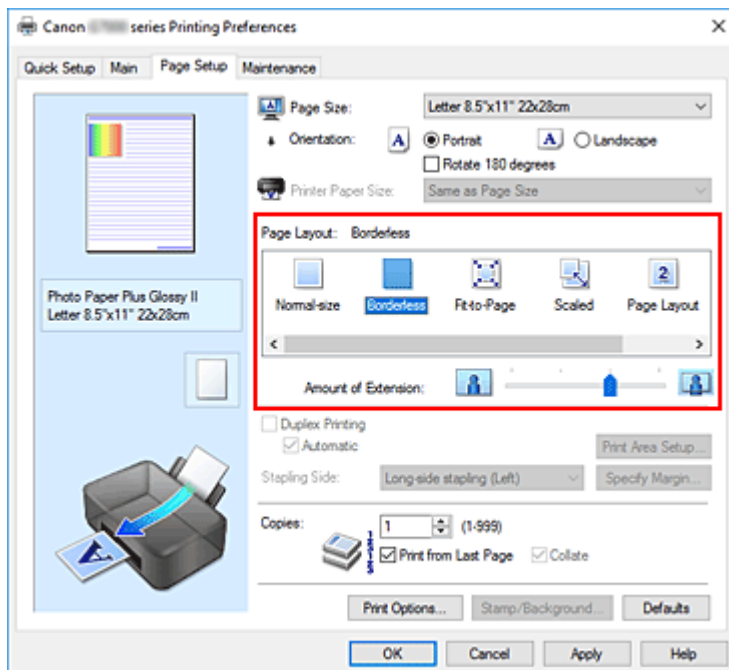 Canon series Printing Preferences
Quick Setup Main Page Setup Maintenance
Page Size: Letter 8.5"x11" 22x28cm
Orientation: A Portrait A Landscape
Rotate 180 degrees
Printer Paper Size: Same as Page Size
Page Layout: Borderless
2
Normal-size Borderless Fit-to-Page Scaled Page Layout
Photo Paper Plus Glossy II
Letter 8.5"x11" 22x28cm
Amount of Extension:
Duplex Printing
Automatic
Print Area Setup...
Stapling Side: Long-side stapling (Left) Specify Margin...
Copies: 1 (1-999)
Print from Last Page Collate
Print Options... Stamp/Background... Defaults
OK Cancel Apply Help